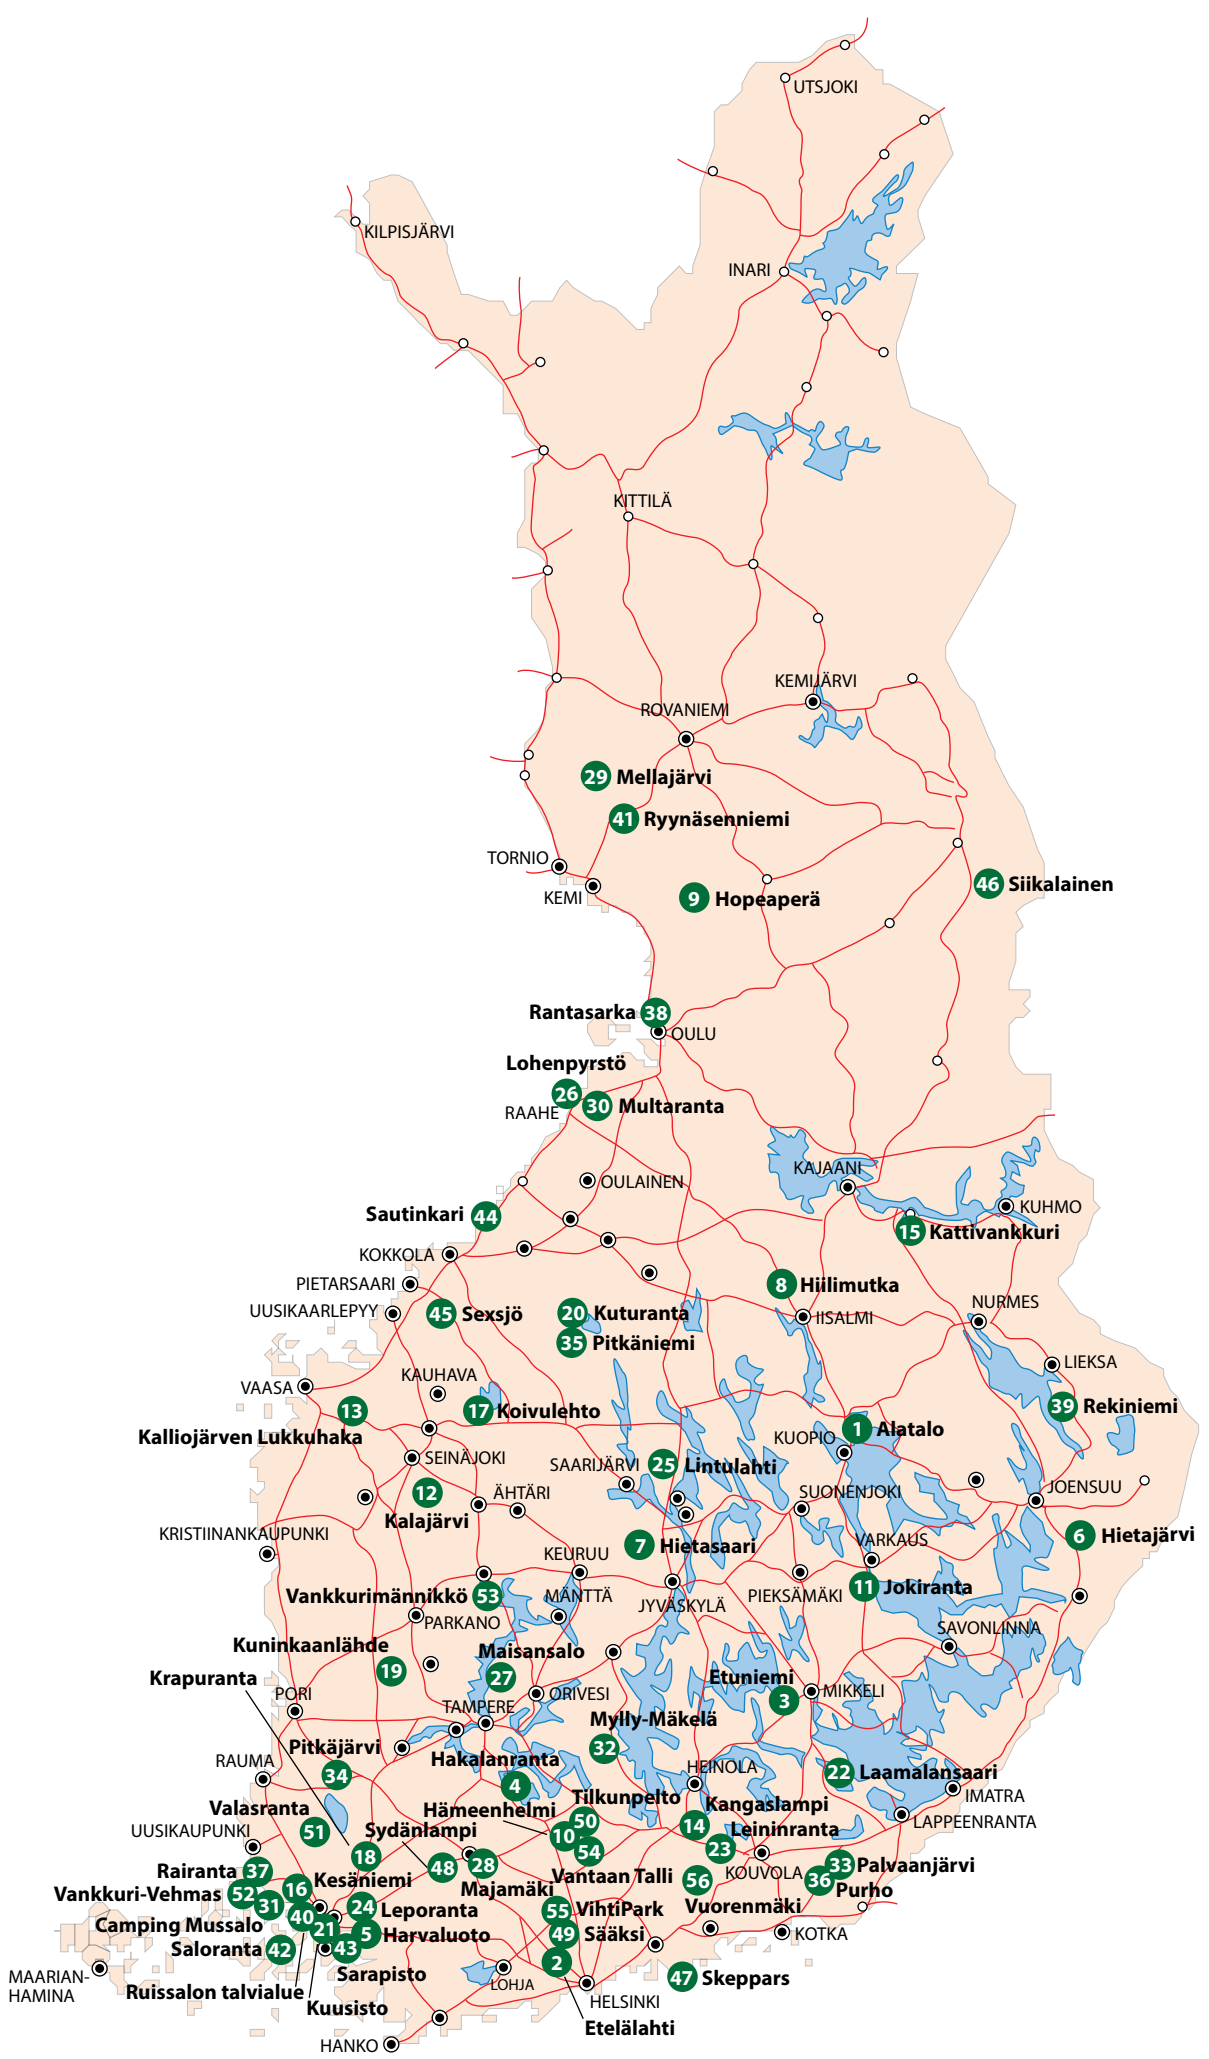 UTSJOKI
KILPISJÄRVI
INARI
KITTILÄ
KEMIJÄRVI
ROVANIEMI
29 Mellajärvi
41 Ryynäsenniemi
TORNIO
KEMI
46 Siikalainen
9 Hopeaperä
Rantasarka 38
OULU
Lohenpyrstö
26
30 Multaranta
RAAHE
KAJAANI
OULAINEN
KUHMO
Sautinkari 44
15 Kattivankkuri
KOKKOLA
PIETARSAARI
8 Hiilimutka
UUSIKAARLEPYY
45 Sexsjö
20 Kuturanta
IISALMI
NURMES
35 Pitkäniemi
LIEKSA
VAASA
KAUHAVA
39 Rekiniemi
13
17 Koivulehto
Kalliojärven Lukkuhaka
1 Alatalo
KUOPIO
SEINÄJOKI
SAARIJÄRVI
25 Lintulahti
12
ÄHTÄRI
SUONENJOKI
JOENSUU
Kalajärvi
KRISTIINANKAUPUNKI
6 Hietajärvi
VARKAUS
7 Hietasaari
KEURUU
11 Jokiranta
Vankkurimännikkö 53
MÄNTTÄ
JYVÄSKYLÄ
PIEKSÄMÄKI
PARKANO
SAVONLINNA
Kuninkaanlähde
19
Maisansalo
27
Krapuranta
Etuniemi
3
MIKKELI
PORI
ORIVESI
TAMPERE
Mylly-Mäkelä
32
Pitkäjärvi
34
RAUMA
Hakalanranta
4
HEINOLA
22 Laamalansaari
IMATRA
Tilkunpelto
50
Kangaslampi
14
Valasranta
51
Hämeenhelmi
10
LAPPEENRANTA
UUSIKAUPUNKI
Sydänlampi
48
Leininranta
23
54
18
28
KOUVOLA
33 Palvaanjärvi
Rairanta 37
Kesäniemi
16
Vantaan Talli
56
36
Purho
Vankkuri-Vehmas 52
31
Majamäki
24 Leporanta
55 VihtiPark
Vuorenmäki
Camping Mussalo
40
21
5 Harvaluoto
49 Sääksi
KOTKA
Saloranta 42
43
Sarapisto
2
MAARIAN-
HAMINA
47 Skeppars
LOHJA
Ruissalon talvialue
HELSINKI
Kuusisto
Etelälahti
HANKO